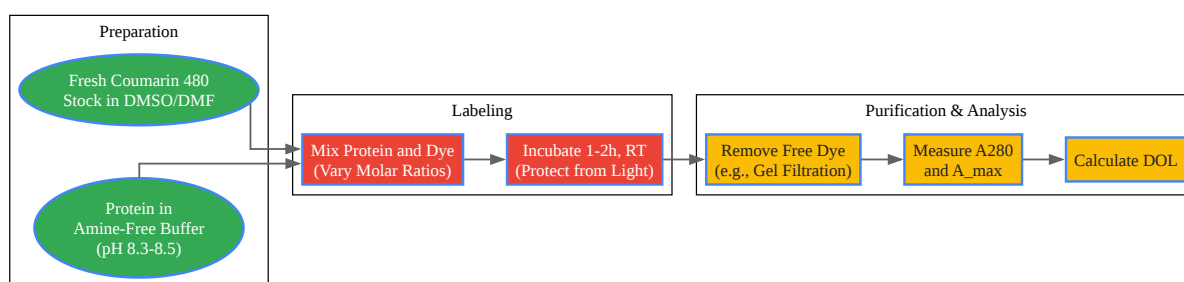 Preparation
Fresh Coumarin 480
Stock in DMSO/DMF
Protein in
Amine-Free Buffer
(pH 8.3-8.5)
Labeling
Mix Protein and Dye
(Vary Molar Ratios)
Incubate 1-2h, RT
(Protect from Light)
Purification & Analysis
Remove Free Dye
(e.g., Gel Filtration)
Measure A280
and A_max
Calculate DOL